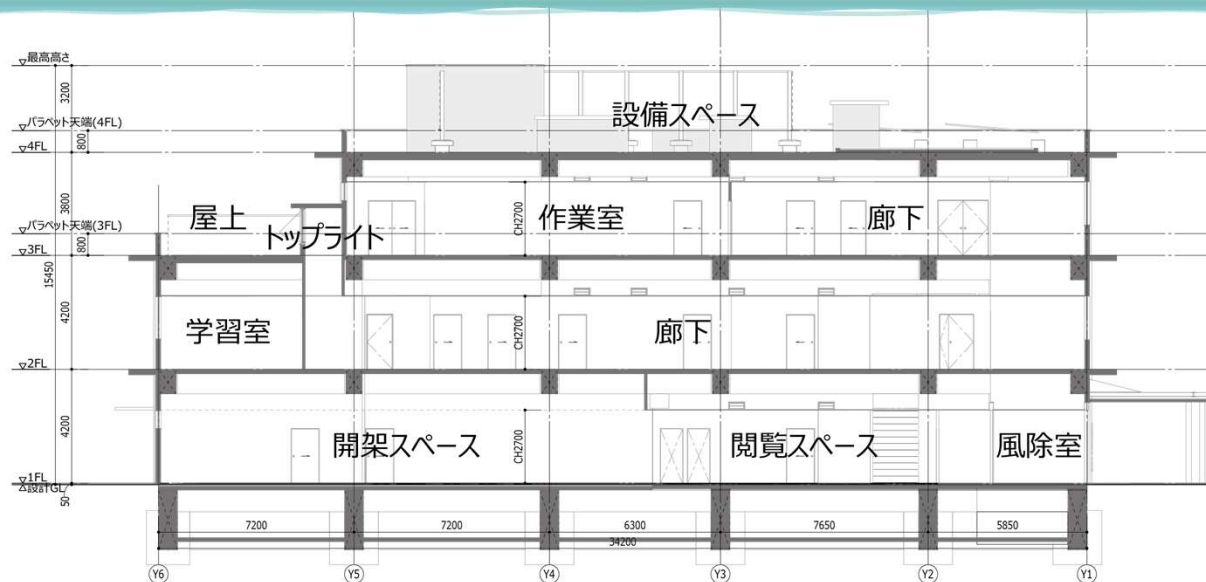 最高高さ
3200
設備スペース
パラペット天端(4FL)
800
4FL
3800
屋上
トップライト
作業室
CH2700
廊下
パラペット天端(3FL)
800
3FL
15450
4200
学習室
CH2700
廊下
2FL
4200
開架スペース
CH2700
閲覧スペース
風除室
1FL
設計GL
50
7200
7200
6300
7650
5850
34200
Y6
Y5
Y4
Y3
Y2
Y1